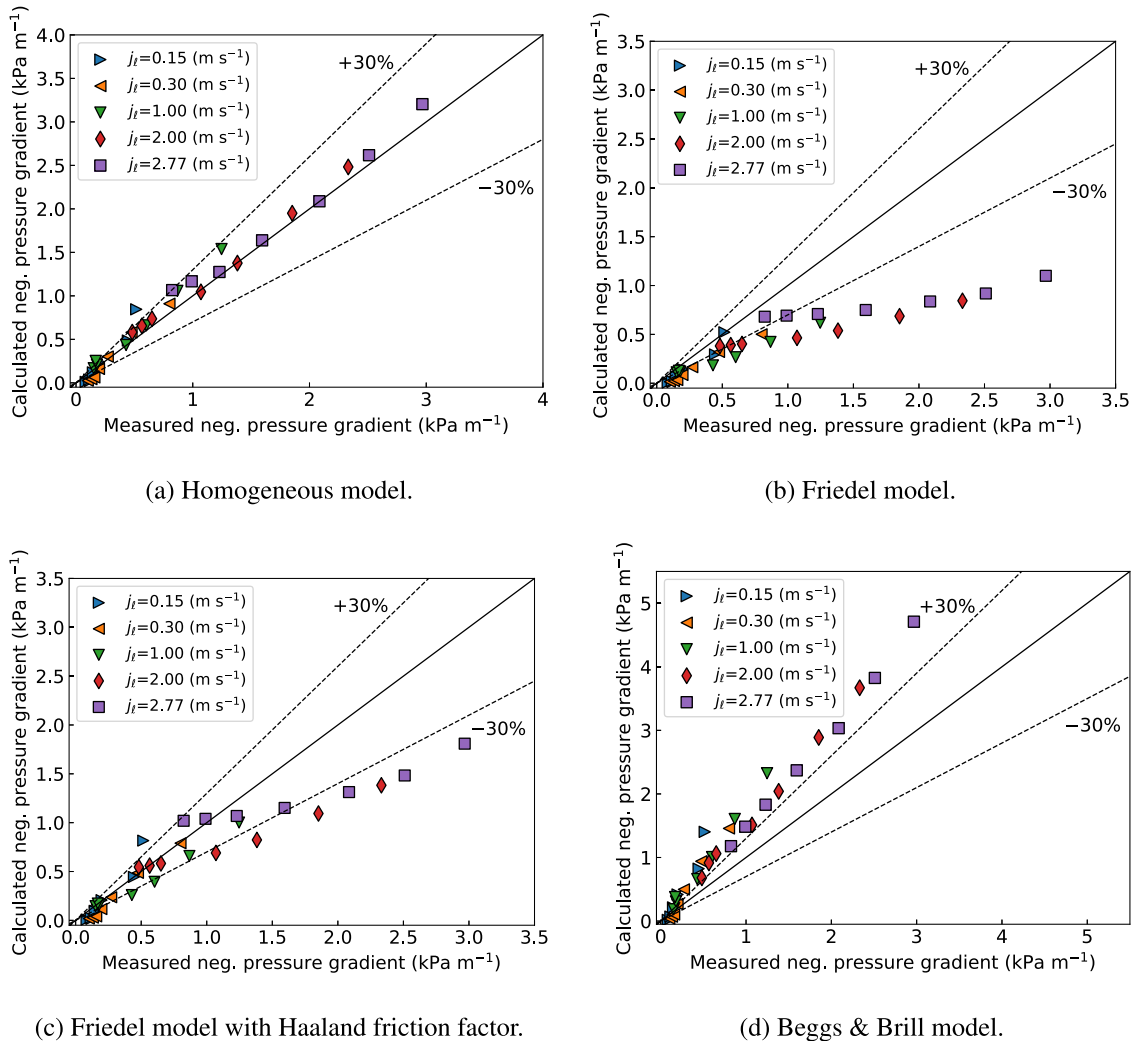 Calculated neg. pressure gradient (kPa m⁻¹)
4.0
3.5
3.0
2.5
2.0
1.5
1.0
0.5
0.0
jℓ=0.15 (m s⁻¹)
jℓ=0.30 (m s⁻¹)
jℓ=1.00 (m s⁻¹)
jℓ=2.00 (m s⁻¹)
jℓ=2.77 (m s⁻¹)
+30%
−30%
0 1 2 3 4
Measured neg. pressure gradient (kPa m⁻¹)
(a) Homogeneous model.
Calculated neg. pressure gradient (kPa m⁻¹)
3.5
3.0
2.5
2.0
1.5
1.0
0.5
0.0
jℓ=0.15 (m s⁻¹)
jℓ=0.30 (m s⁻¹)
jℓ=1.00 (m s⁻¹)
jℓ=2.00 (m s⁻¹)
jℓ=2.77 (m s⁻¹)
+30%
−30%
0.0 0.5 1.0 1.5 2.0 2.5 3.0 3.5
Measured neg. pressure gradient (kPa m⁻¹)
(b) Friedel model.
Calculated neg. pressure gradient (kPa m⁻¹)
3.5
3.0
2.5
2.0
1.5
1.0
0.5
0.0
jℓ=0.15 (m s⁻¹)
jℓ=0.30 (m s⁻¹)
jℓ=1.00 (m s⁻¹)
jℓ=2.00 (m s⁻¹)
jℓ=2.77 (m s⁻¹)
+30%
−30%
0.0 0.5 1.0 1.5 2.0 2.5 3.0 3.5
Measured neg. pressure gradient (kPa m⁻¹)
(c) Friedel model with Haaland friction factor.
Calculated neg. pressure gradient (kPa m⁻¹)
5
4
3
2
1
0
jℓ=0.15 (m s⁻¹)
jℓ=0.30 (m s⁻¹)
jℓ=1.00 (m s⁻¹)
jℓ=2.00 (m s⁻¹)
jℓ=2.77 (m s⁻¹)
+30%
−30%
0 1 2 3 4 5
Measured neg. pressure gradient (kPa m⁻¹)
(d) Beggs & Brill model.